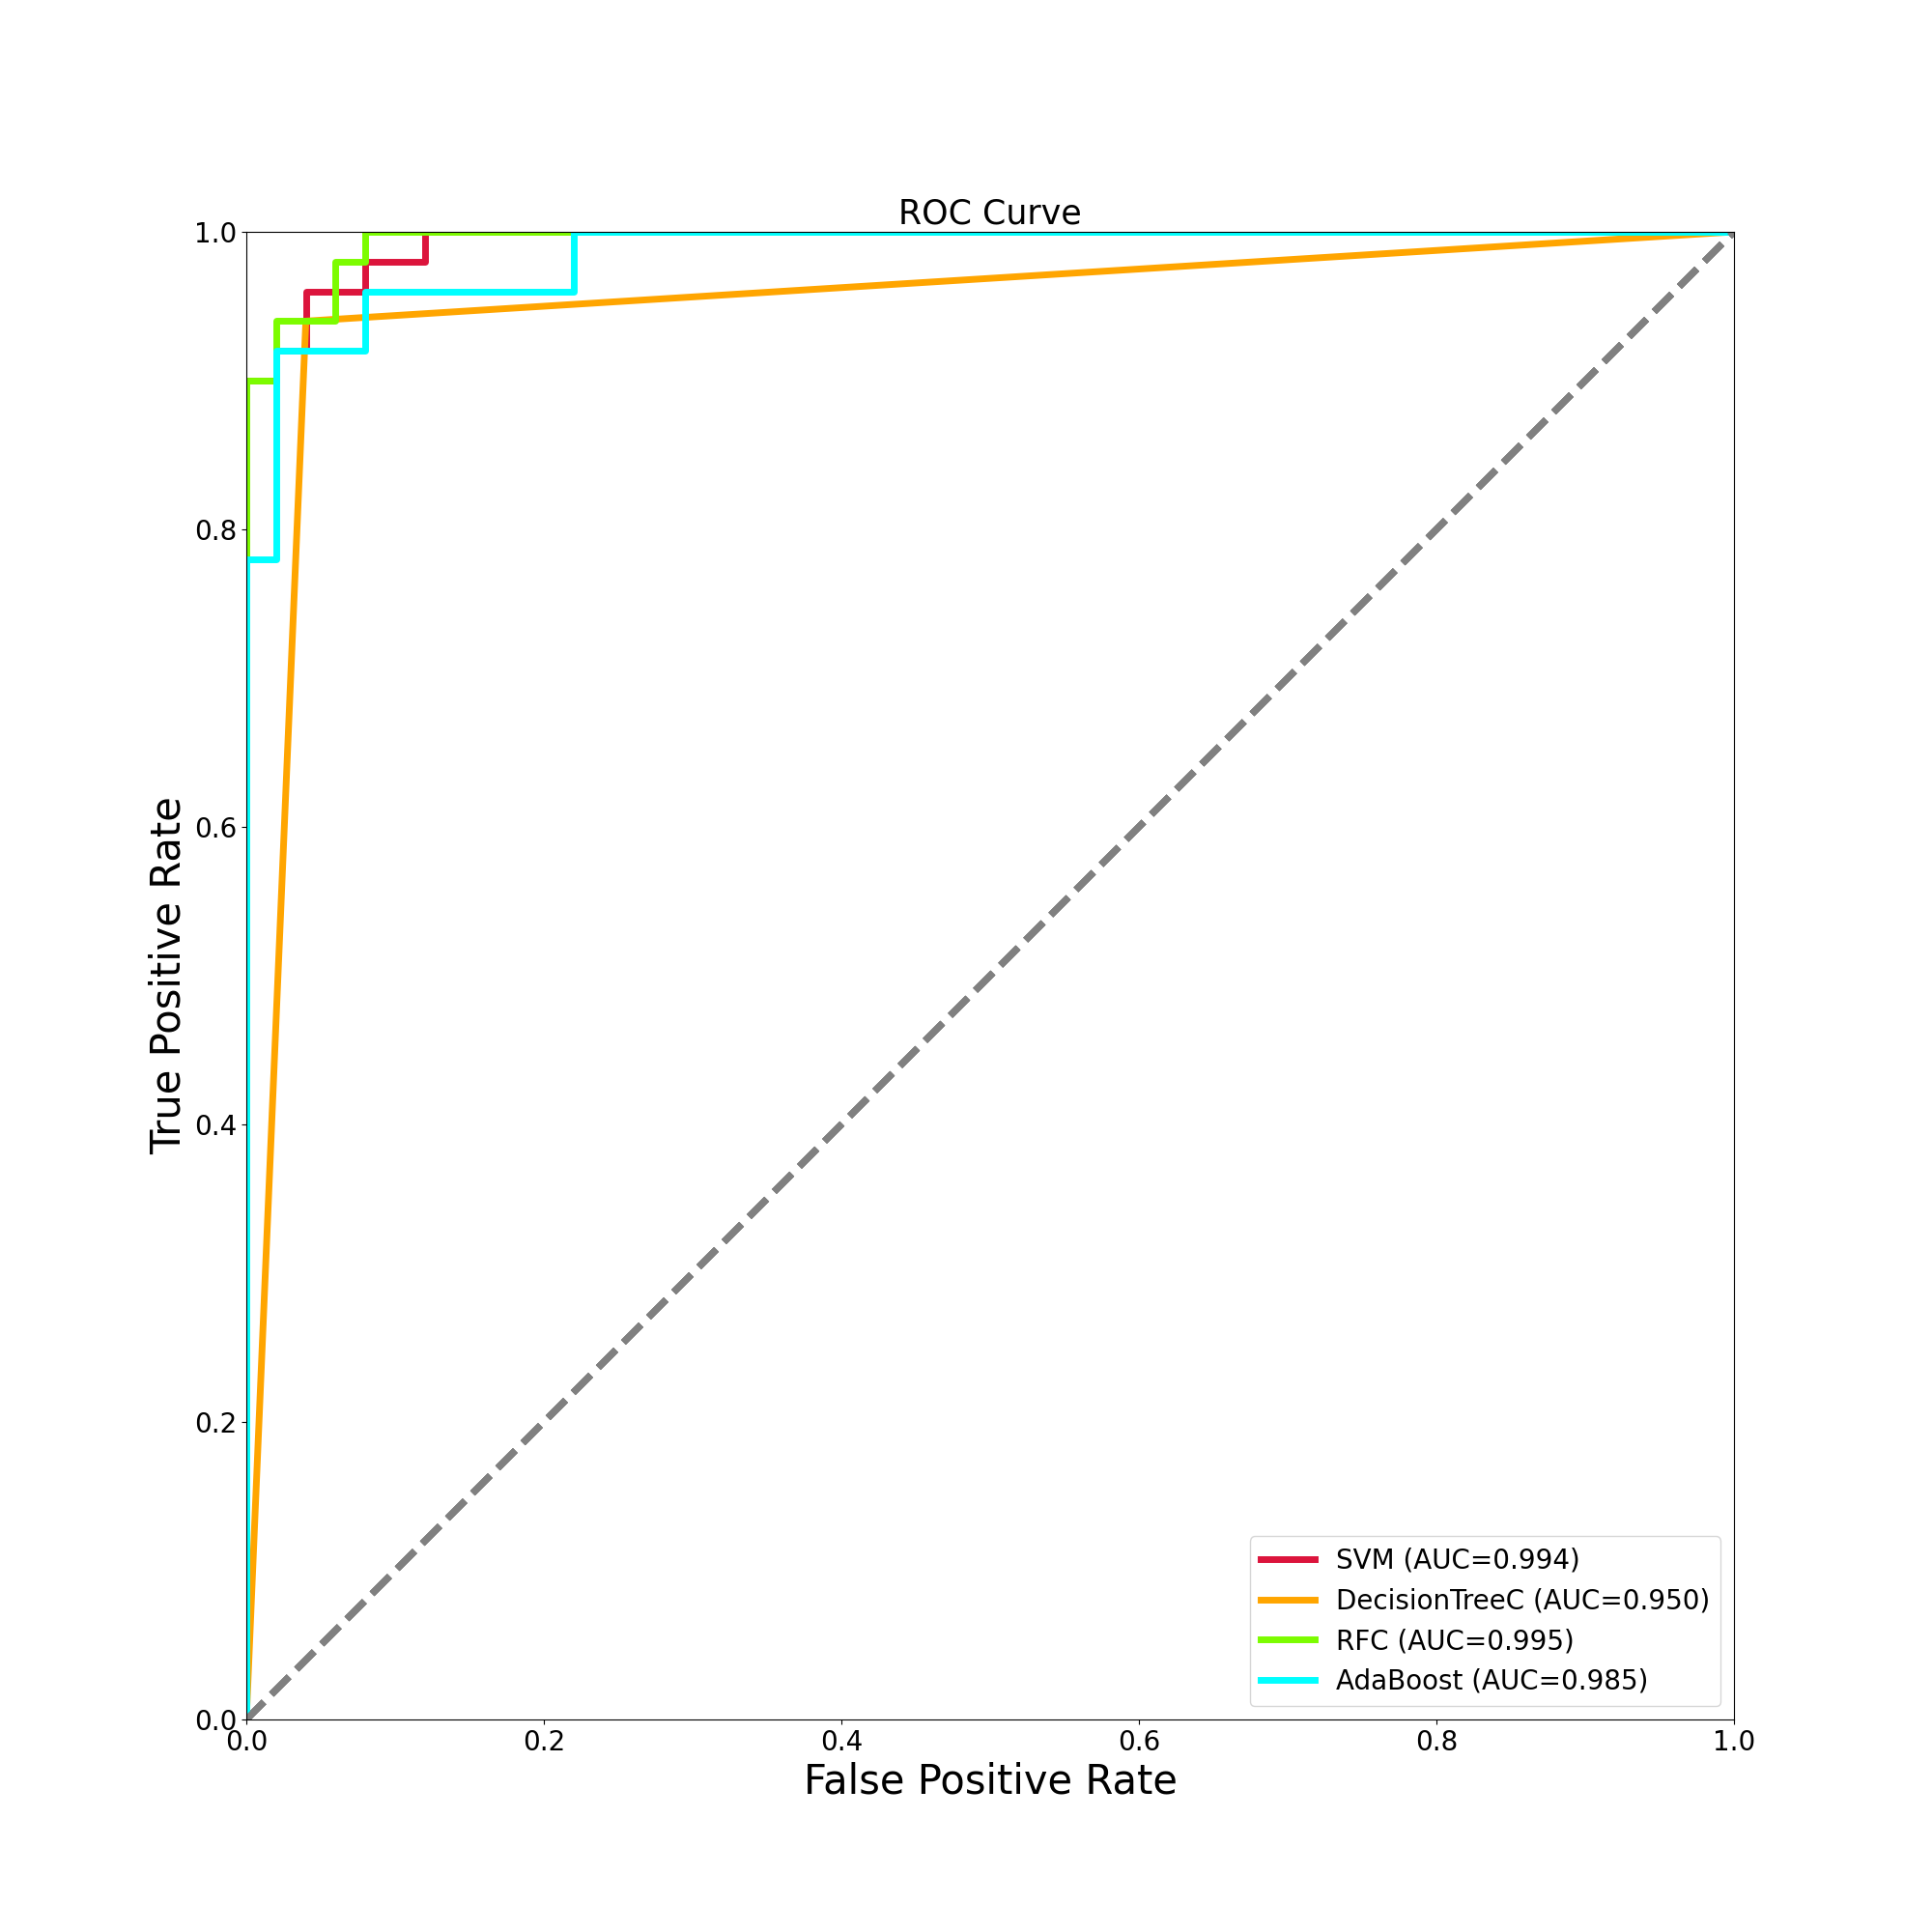 ROC Curve
1.0
0.8
0.6
0.4
0.2
0.0
True Positive Rate
0.0 0.2 0.4 0.6 0.8 1.0
False Positive Rate
SVM (AUC=0.994)
DecisionTreeC (AUC=0.950)
RFC (AUC=0.995)
AdaBoost (AUC=0.985)